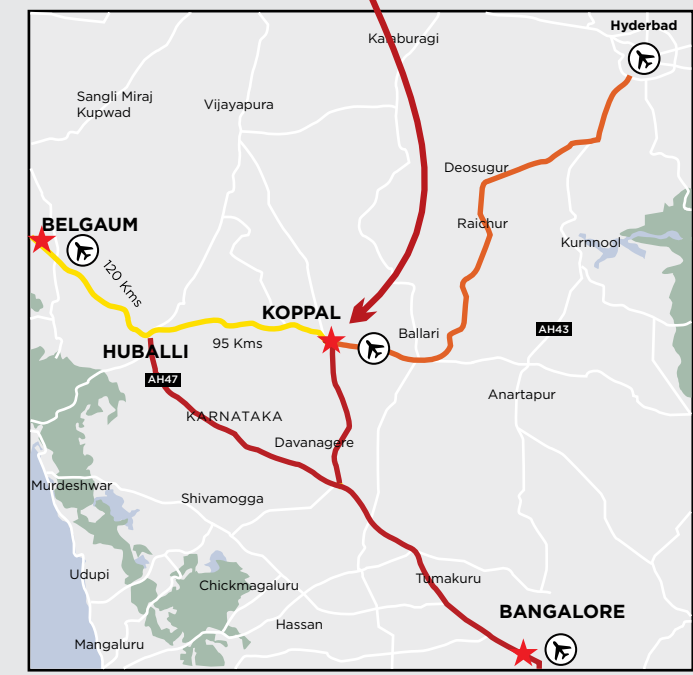 Hyderbad
Kalaburagi
Sangli Miraj
Kupwad
Vijayapura
Deosugur
BELGAUM
Raichur
Kurnnool
120 Kms
KOPPAL
Ballari
AH43
95 Kms
HUBALLI
AH47
Anartapur
KARNATAKA
Davanagere
Murdeshwar
Shivamogga
Udupi
Chickmagaluru
Tumakuru
BANGALORE
Hassan
Mangaluru